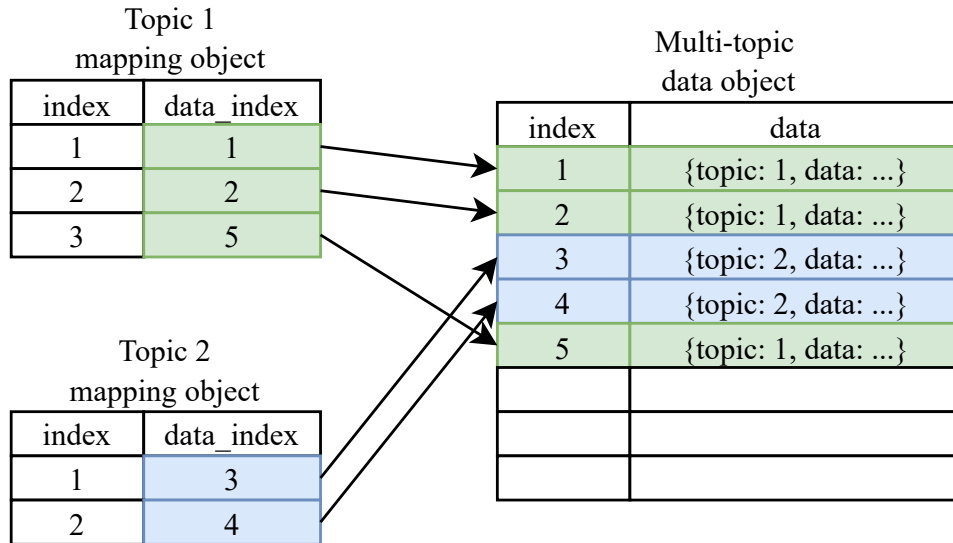 Topic 1
mapping object
index data_index
1 1
2 2
3 5
Topic 2
mapping object
index data_index
1 3
2 4
Multi-topic
data object
index data
1 {topic: 1, data: ...}
2 {topic: 1, data: ...}
3 {topic: 2, data: ...}
4 {topic: 2, data: ...}
5 {topic: 1, data: ...}